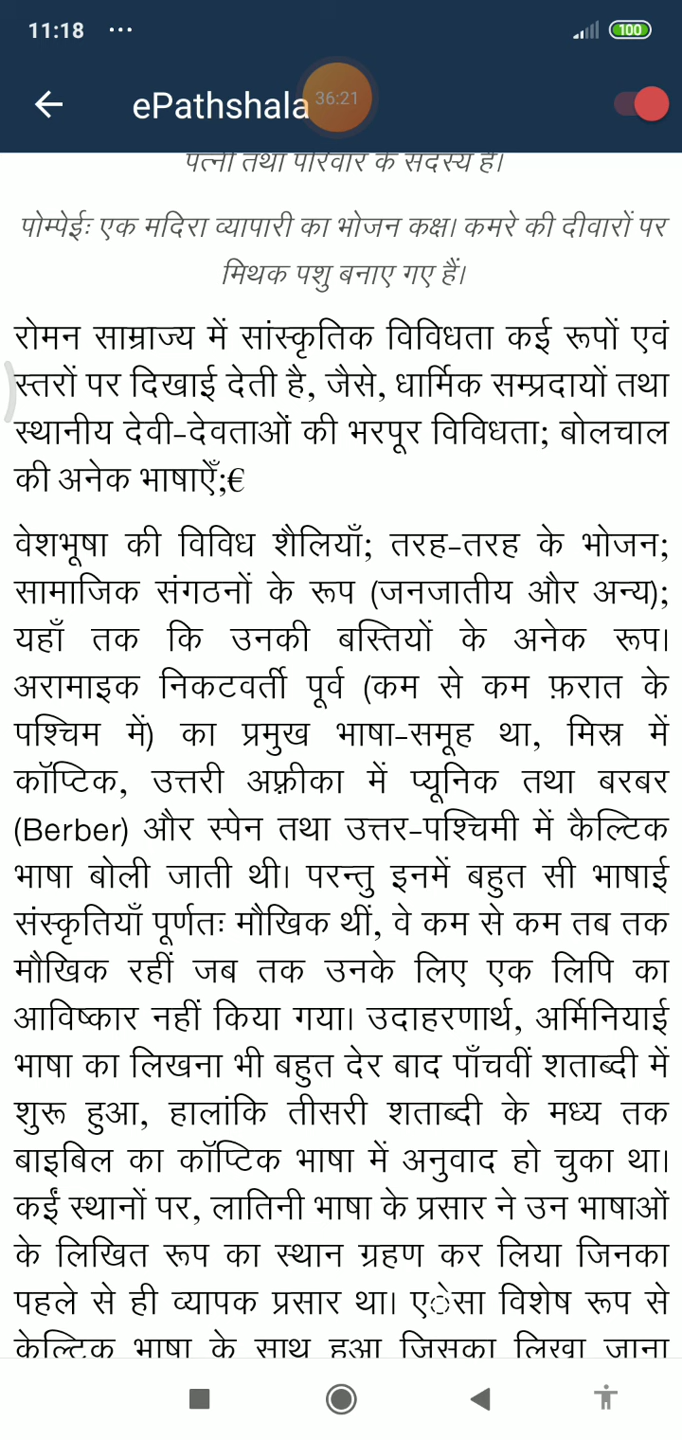 11:18 ...
100
ePathshala
36:21
पत्नी तथा परिवार के सदस्य हैं।
पोम्पेईः एक मदिरा व्यापारी का भोजन कक्ष। कमरे की दीवारों पर
मिथक पशु बनाए गए हैं।
रोमन साम्राज्य में सांस्कृतिक विविधता कई रूपों एवं
स्तरों पर दिखाई देती है, जैसे, धार्मिक सम्प्रदायों तथा
स्थानीय देवी-देवताओं की भरपूर विविधता; बोलचाल
की अनेक भाषाएँ;€
वेशभूषा की विविध शैलियाँ; तरह-तरह के भोजन;
सामाजिक संगठनों के रूप (जनजातीय और अन्य);
यहाँ तक कि उनकी बस्तियों के अनेक रूप।
अरामाइक निकटवर्ती पूर्व (कम से कम फ़रात के
पश्चिम में) का प्रमुख भाषा-समूह था, मिस्र में
कॉप्टिक, उत्तरी अफ़्रीका में प्यूनिक तथा बरबर
(Berber) और स्पेन तथा उत्तर-पश्चिमी में कैल्टिक
भाषा बोली जाती थी। परन्तु इनमें बहुत सी भाषाई
संस्कृतियाँ पूर्णतः मौखिक थीं, वे कम से कम तब तक
मौखिक रहीं जब तक उनके लिए एक लिपि का
आविष्कार नहीं किया गया। उदाहरणार्थ, अर्मिनियाई
भाषा का लिखना भी बहुत देर बाद पाँचवीं शताब्दी में
शुरू हुआ, हालांकि तीसरी शताब्दी के मध्य तक
बाइबिल का कॉप्टिक भाषा में अनुवाद हो चुका था।
कईं स्थानों पर, लातिनी भाषा के प्रसार ने उन भाषाओं
के लिखित रूप का स्थान ग्रहण कर लिया जिनका
पहले से ही व्यापक प्रसार था। ए◌ेसा विशेष रूप से
केल्टिक भाषा के साथ हुआ जिसका लिखा जाना